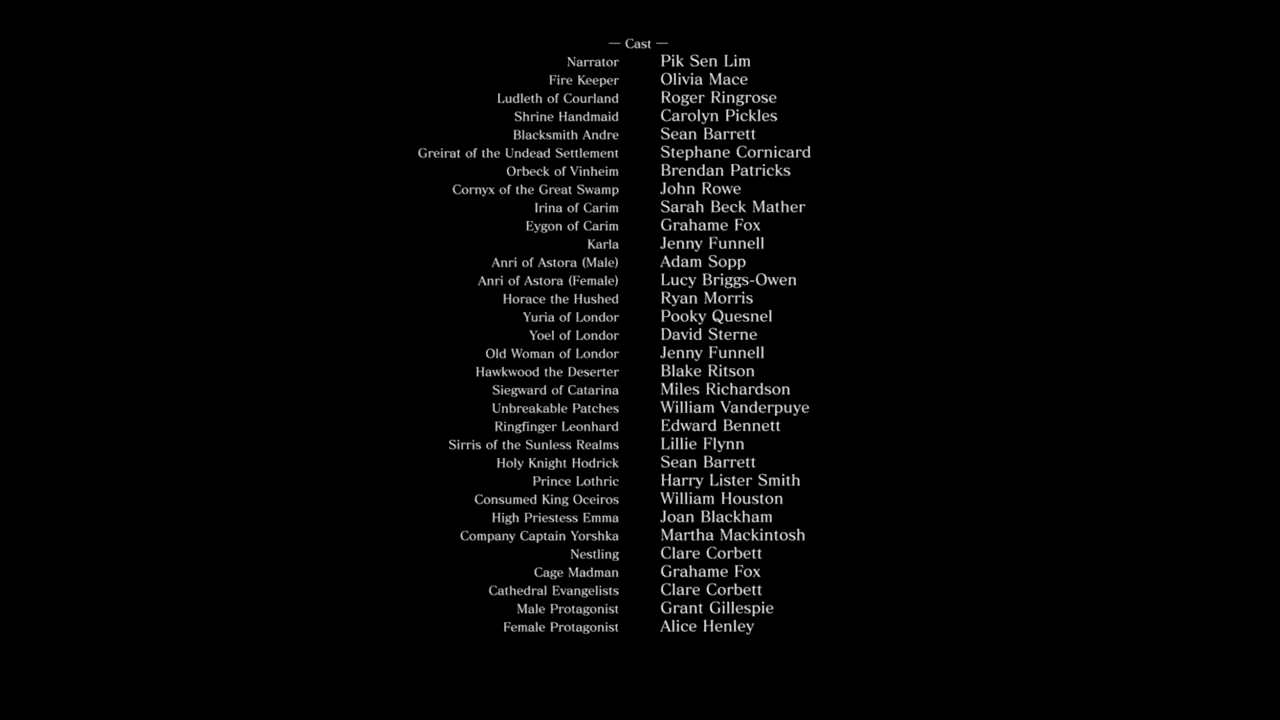 — Cast —
Narrator Pik Sen Lim
Fire Keeper Olivia Mace
Ludleth of Courland Roger Ringrose
Shrine Handmaid Carolyn Pickles
Blacksmith Andre Sean Barrett
Greirat of the Undead Settlement Stephane Cornicard
Orbeck of Vinheim Brendan Patricks
Cornyx of the Great Swamp John Rowe
Irina of Carim Sarah Beck Mather
Eygon of Carim Grahame Fox
Karla Jenny Funnell
Anri of Astora (Male) Adam Sopp
Anri of Astora (Female) Lucy Briggs-Owen
Horace the Hushed Ryan Morris
Yuria of Londor Pooky Quesnel
Yoel of Londor David Sterne
Old Woman of Londor Jenny Funnell
Hawkwood the Deserter Blake Ritson
Siegward of Catarina Miles Richardson
Unbreakable Patches William Vanderpuye
Ringfinger Leonhard Edward Bennett
Sirris of the Sunless Realms Lillie Flynn
Holy Knight Hodrick Sean Barrett
Prince Lothric Harry Lister Smith
Consumed King Oceiros William Houston
High Priestess Emma Joan Blackham
Company Captain Yorshka Martha Mackintosh
Nestling Clare Corbett
Cage Madman Grahame Fox
Cathedral Evangelists Clare Corbett
Male Protagonist Grant Gillespie
Female Protagonist Alice Henley